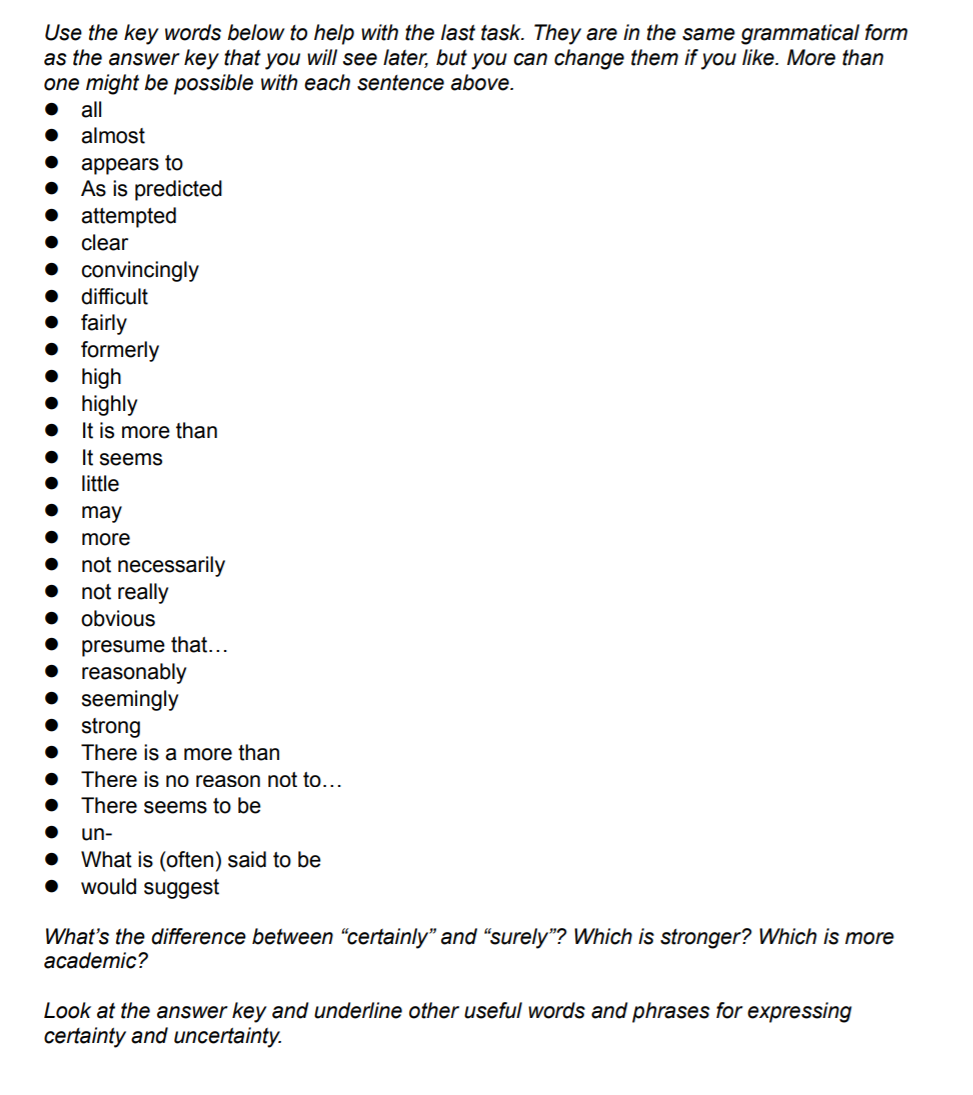 Use the key words below to help with the last task. They are in the same grammatical form
as the answer key that you will see later, but you can change them if you like. More than
one might be possible with each sentence above.
● all
● almost
● appears to
● As is predicted
● attempted
● clear
● convincingly
● difficult
● fairly
● formerly
● high
● highly
● It is more than
● It seems
● little
● may
● more
● not necessarily
● not really
● obvious
● presume that…
● reasonably
● seemingly
● strong
● There is a more than
● There is no reason not to…
● There seems to be
● un-
● What is (often) said to be
● would suggest
What’s the difference between “certainly” and “surely”? Which is stronger? Which is more
academic?
Look at the answer key and underline other useful words and phrases for expressing
certainty and uncertainty.